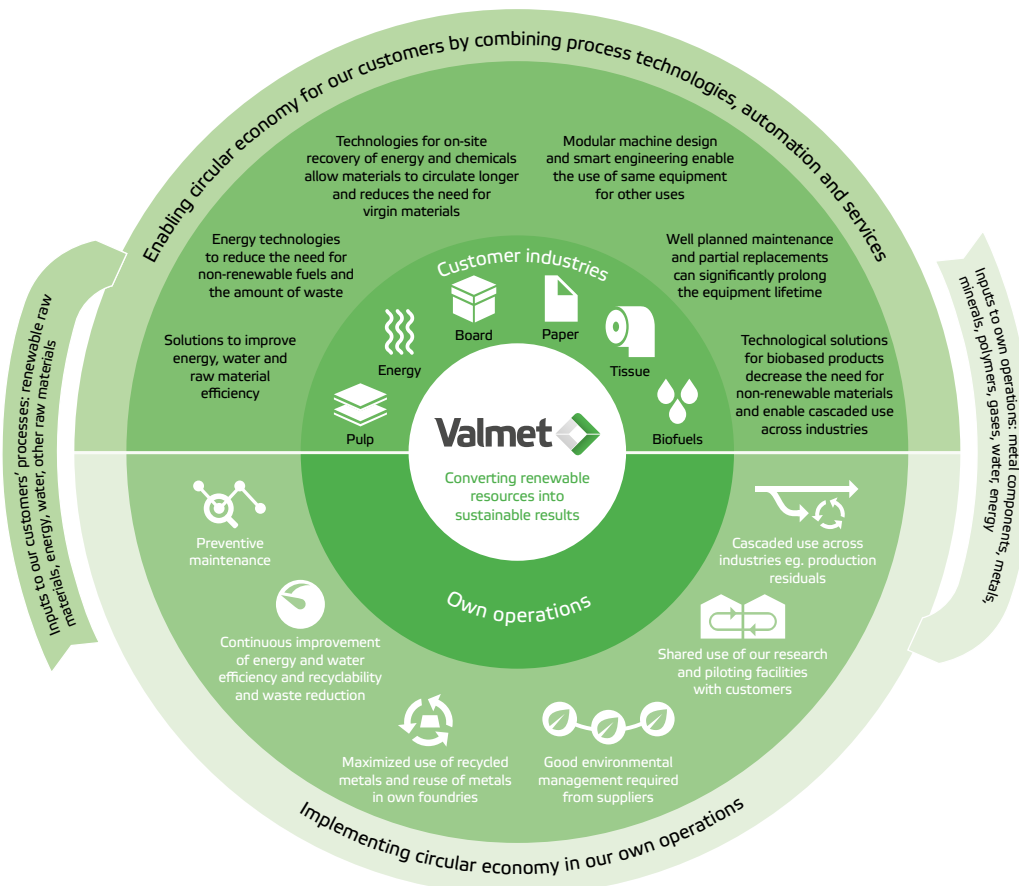 Enabling circular economy for our customers by combining process technologies, automation and services
Technologies for on-site
recovery of energy and chemicals
allow materials to circulate longer
and reduces the need for
virgin materials
Modular machine design
and smart engineering enable
the use of same equipment
for other uses
Energy technologies
to reduce the need for
non-renewable fuels and
the amount of waste
Well planned maintenance
and partial replacements
can significantly prolong
the equipment lifetime
Solutions to improve
energy, water and
raw material
efficiency
Technological solutions
for biobased products
decrease the need for
non-renewable materials
and enable cascaded use
across industries
Customer industries
Pulp
Energy
Board
Paper
Tissue
Biofuels
Valmet
Converting renewable
resources into
sustainable results
Inputs to our customers' processes: renewable raw
materials, energy, water, other raw materials
Inputs to own operations: metal components, metals,
minerals, polymers, gases, water, energy
Own operations
Preventive
maintenance
Continuous improvement
of energy and water
efficiency and recyclability
and waste reduction
Maximized use of recycled
metals and reuse of metals
in own foundries
Good environmental
management required
from suppliers
Shared use of our research
and piloting facilities
with customers
Cascaded use across
industries eg. production
residuals
Implementing circular economy in our own operations